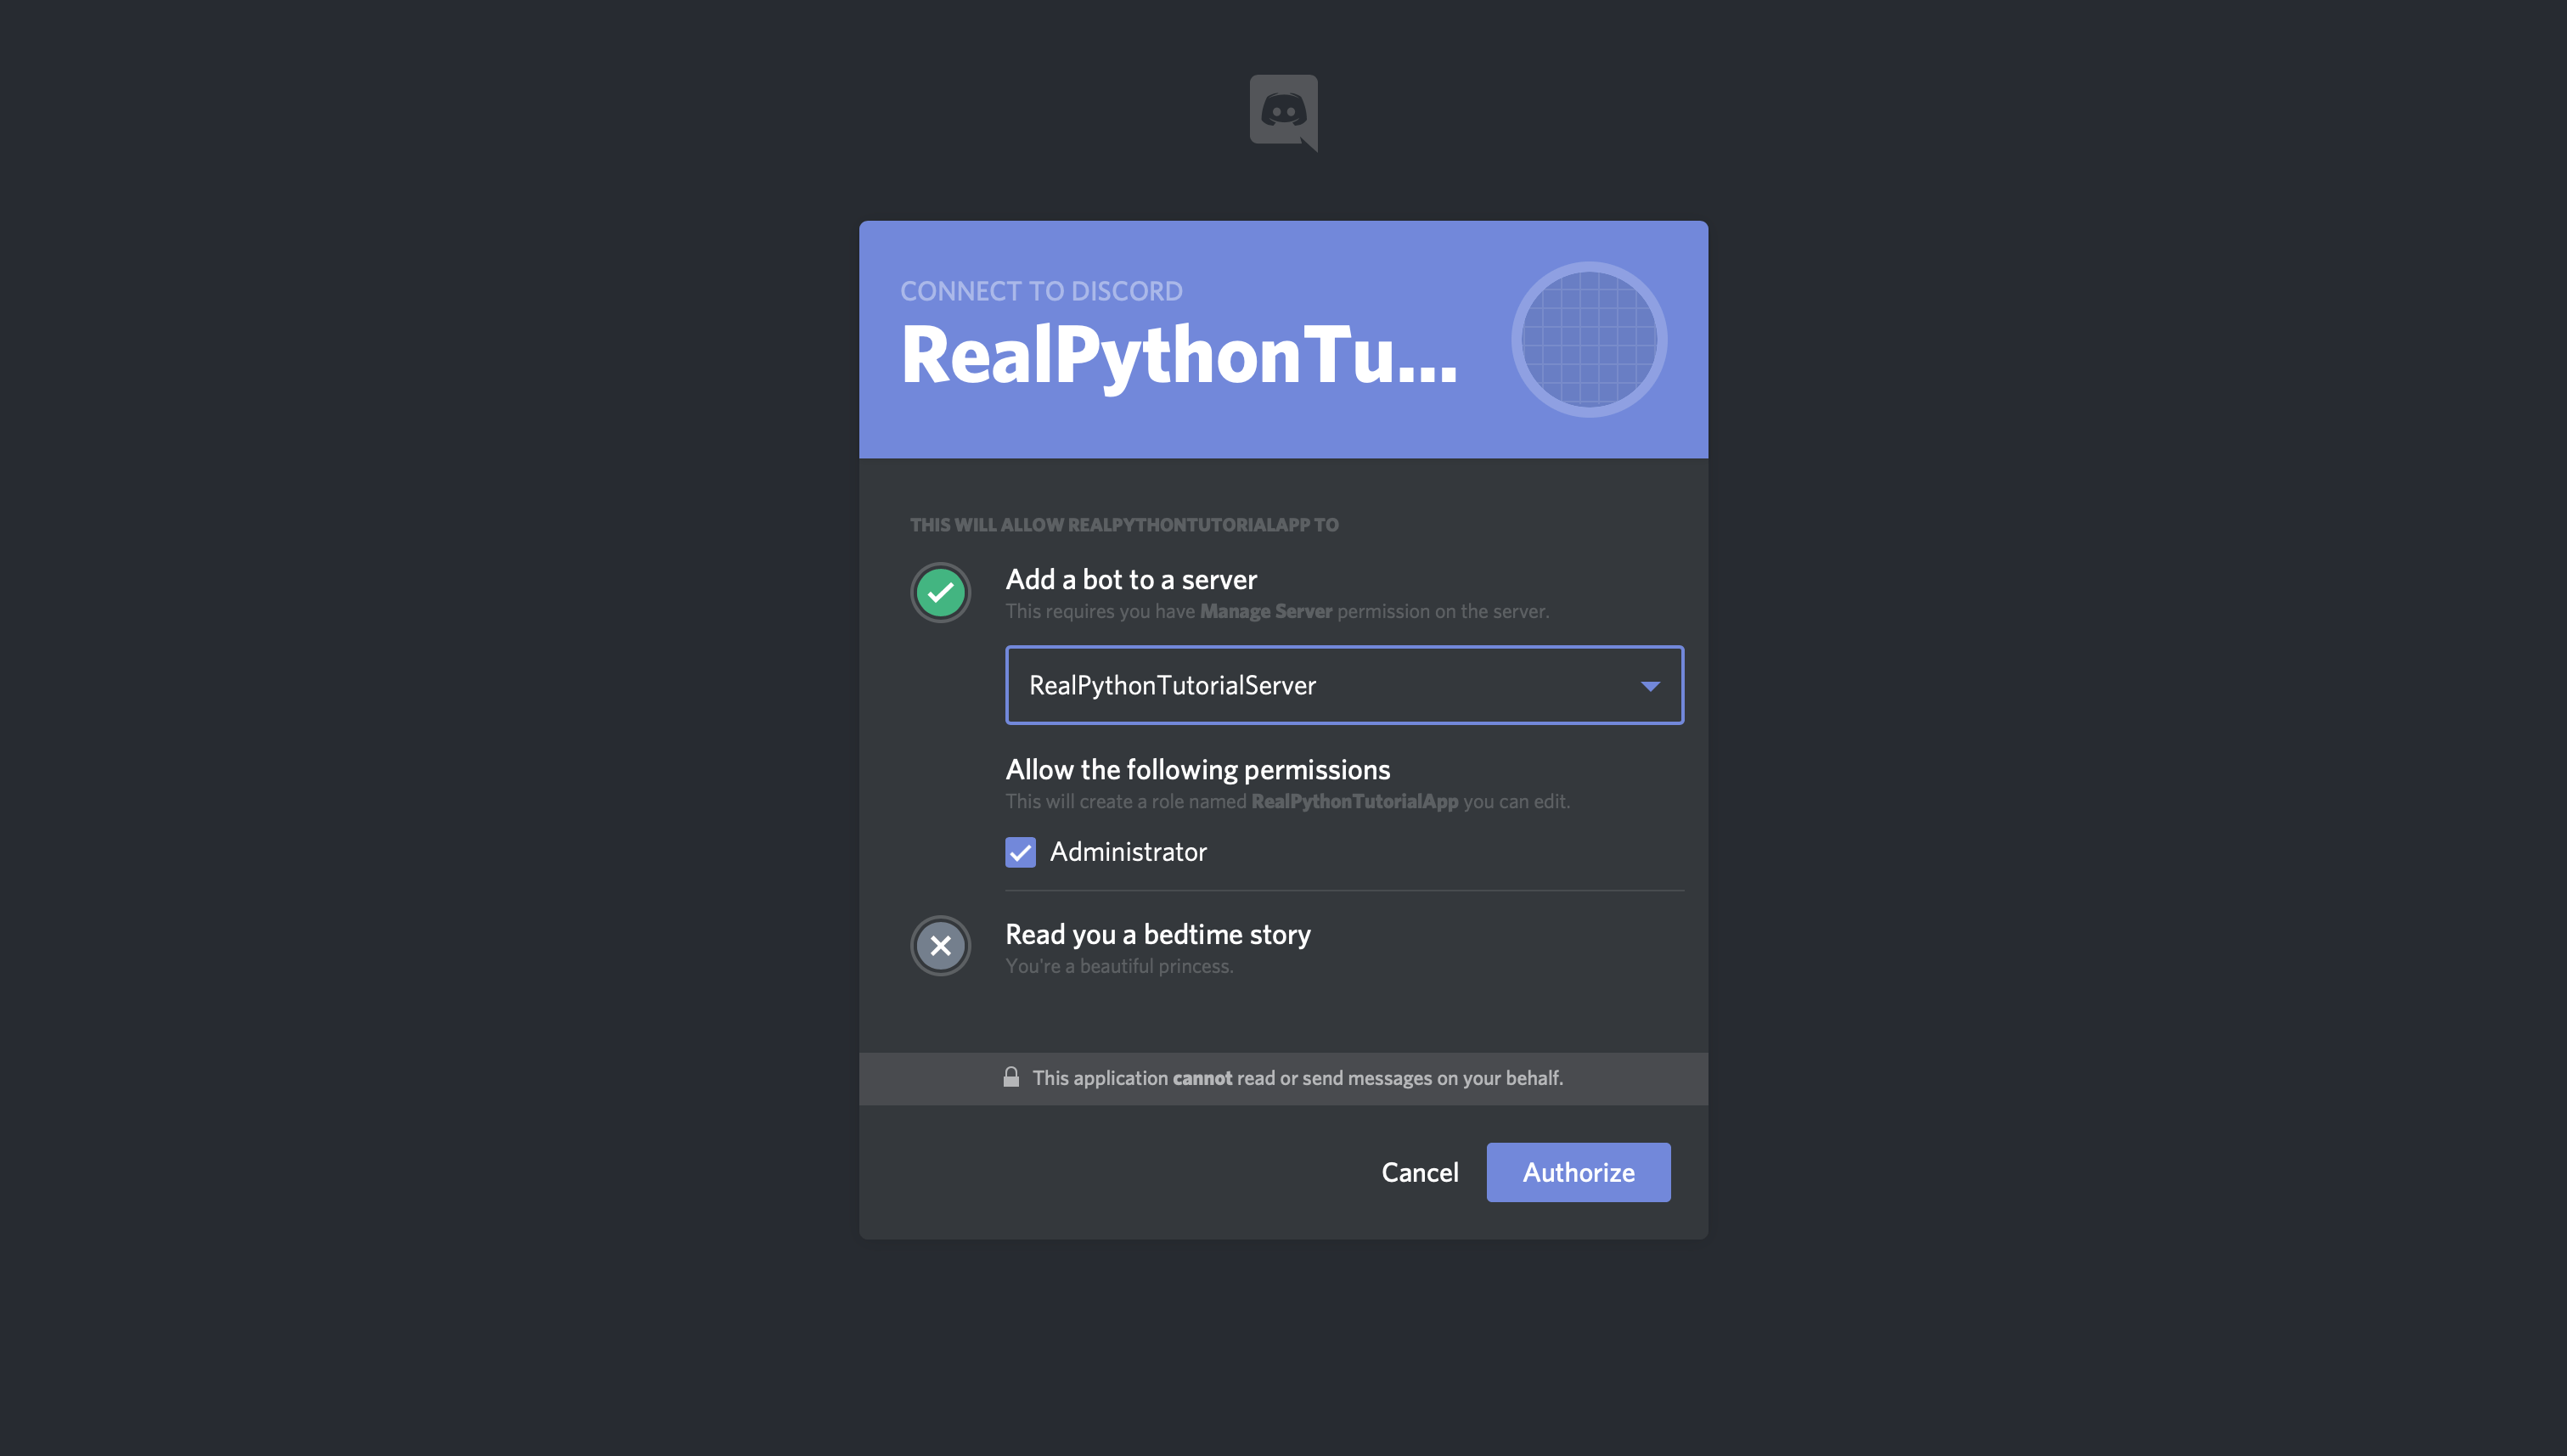 CONNECT TO DISCORD
RealPythonTu...
THIS WILL ALLOW REALPYTHONTUTORIALAPP TO
Add a bot to a server
This requires you have Manage Server permission on the server.
RealPythonTutorialServer
Allow the following permissions
This will create a role named RealPythonTutorialApp you can edit.
Administrator
Read you a bedtime story
You're a beautiful princess.
This application cannot read or send messages on your behalf.
Cancel Authorize